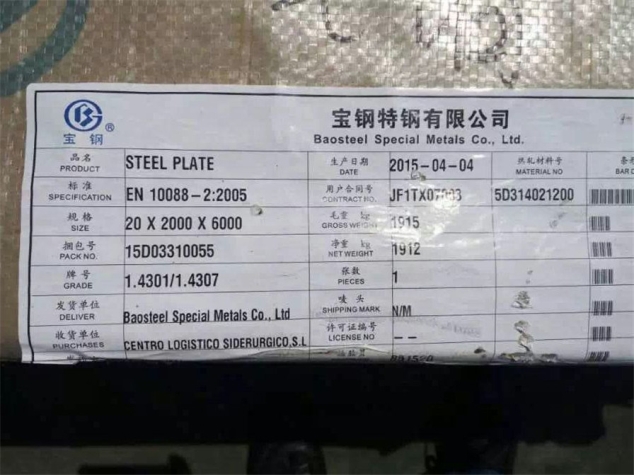 宝钢®
宝钢特钢有限公司
Baosteel Special Metals Co., Ltd.
品名 PRODUCT STEEL PLATE 生产日期 DATE 2015-04-04 供轧材料号 MATERIAL NO
标准 SPECIFICATION EN 10088-2:2005 用户合同号 CONTRACT NO. 5D314021200 BAR
规格 SIZE 20 X 2000 X 6000 毛重 kg GROSS WEIGHT 1915
捆包号 PACK NO. 15D03310055 净重 kg NET WEIGHT 1912
牌号 GRADE 1.4301/1.4307 张数 PIECES 1
发货单位 DELIVER Baosteel Special Metals Co., Ltd 唛头 SHIPPING MARK N/M
收货单位 PURCHASES CENTRO LOGISTICO SIDERURGICO,S.L 许可证编号 LICENSE NO --